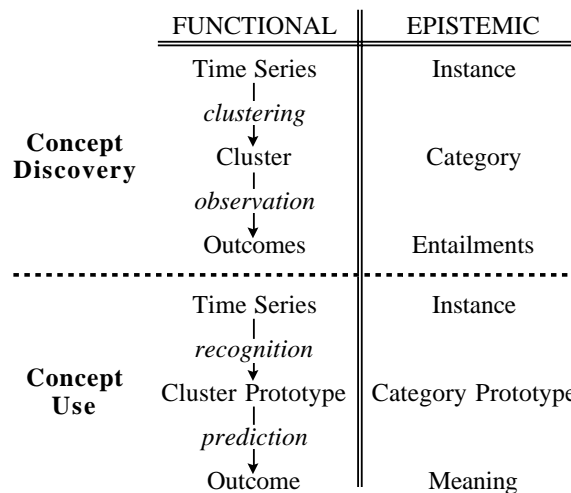 FUNCTIONAL EPISTEMIC
Time Series Instance
clustering
Concept
Discovery
Cluster Category
observation
Outcomes Entailments
Time Series Instance
recognition
Concept
Use
Cluster Prototype Category Prototype
prediction
Outcome Meaning